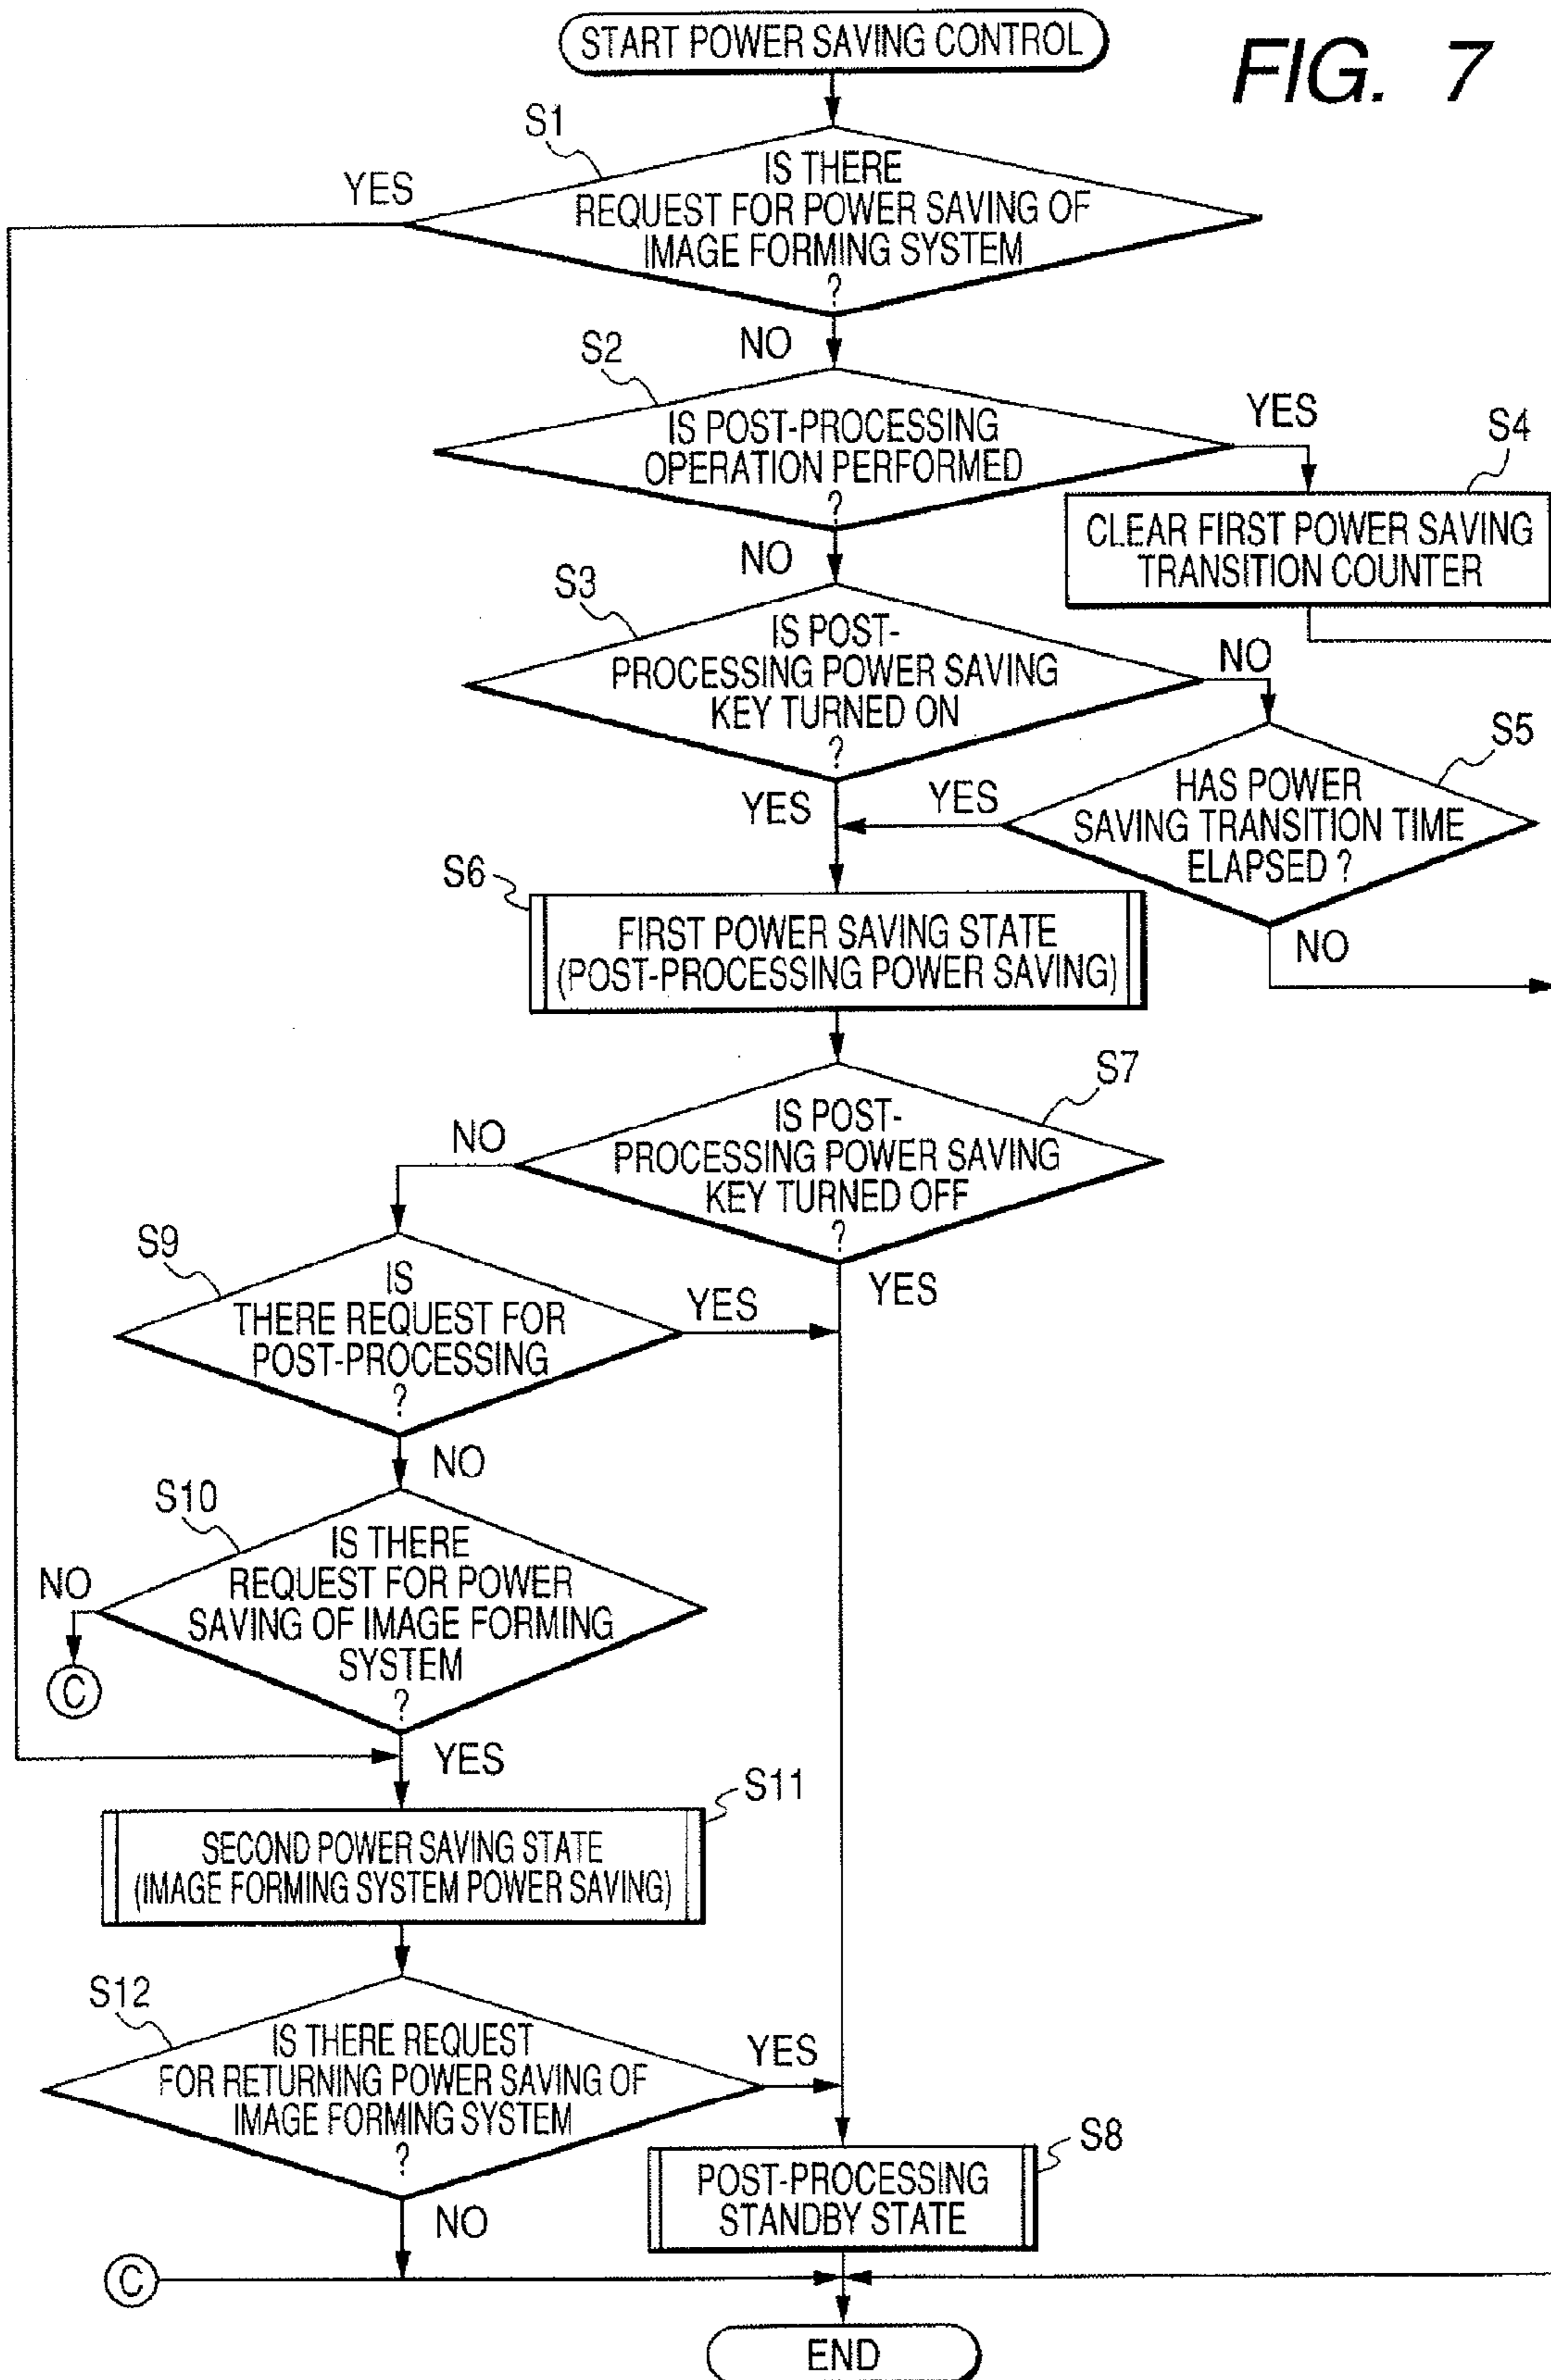 START POWER SAVING CONTROL
FIG. 7
S1
YES
IS THERE
REQUEST FOR POWER SAVING OF
IMAGE FORMING SYSTEM
?
NO
S2
IS POST-PROCESSING
OPERATION PERFORMED
?
YES
S4
CLEAR FIRST POWER SAVING
TRANSITION COUNTER
NO
S3
IS POST-
PROCESSING POWER SAVING
KEY TURNED ON
?
NO
S5
HAS POWER
SAVING TRANSITION TIME
ELAPSED ?
YES
YES
NO
S6
FIRST POWER SAVING STATE
(POST-PROCESSING POWER SAVING)
S7
IS POST-
PROCESSING POWER SAVING
KEY TURNED OFF
?
NO
YES
S9
IS
THERE REQUEST FOR
POST-PROCESSING
?
YES
NO
S10
IS THERE
REQUEST FOR POWER
SAVING OF IMAGE FORMING
SYSTEM
?
NO
C
YES
S11
SECOND POWER SAVING STATE
(IMAGE FORMING SYSTEM POWER SAVING)
S12
IS THERE REQUEST
FOR RETURNING POWER SAVING OF
IMAGE FORMING SYSTEM
?
YES
NO
S8
POST-PROCESSING
STANDBY STATE
C
END